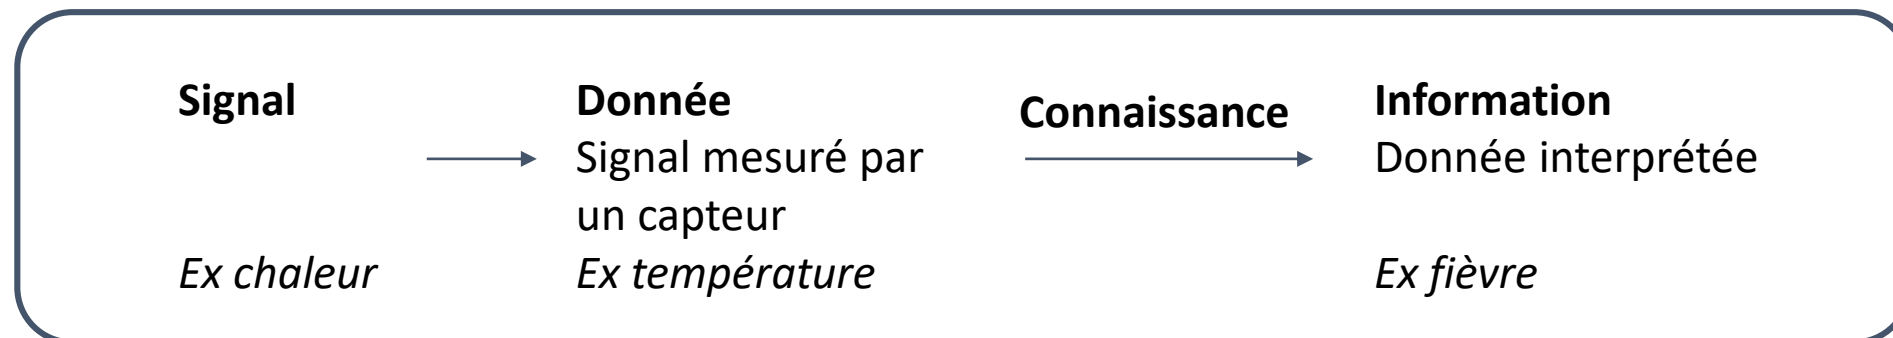 Signal
Ex chaleur
Donnée
Signal mesuré par
un capteur
Ex température
Connaissance
Information
Donnée interprétée
Ex fièvre